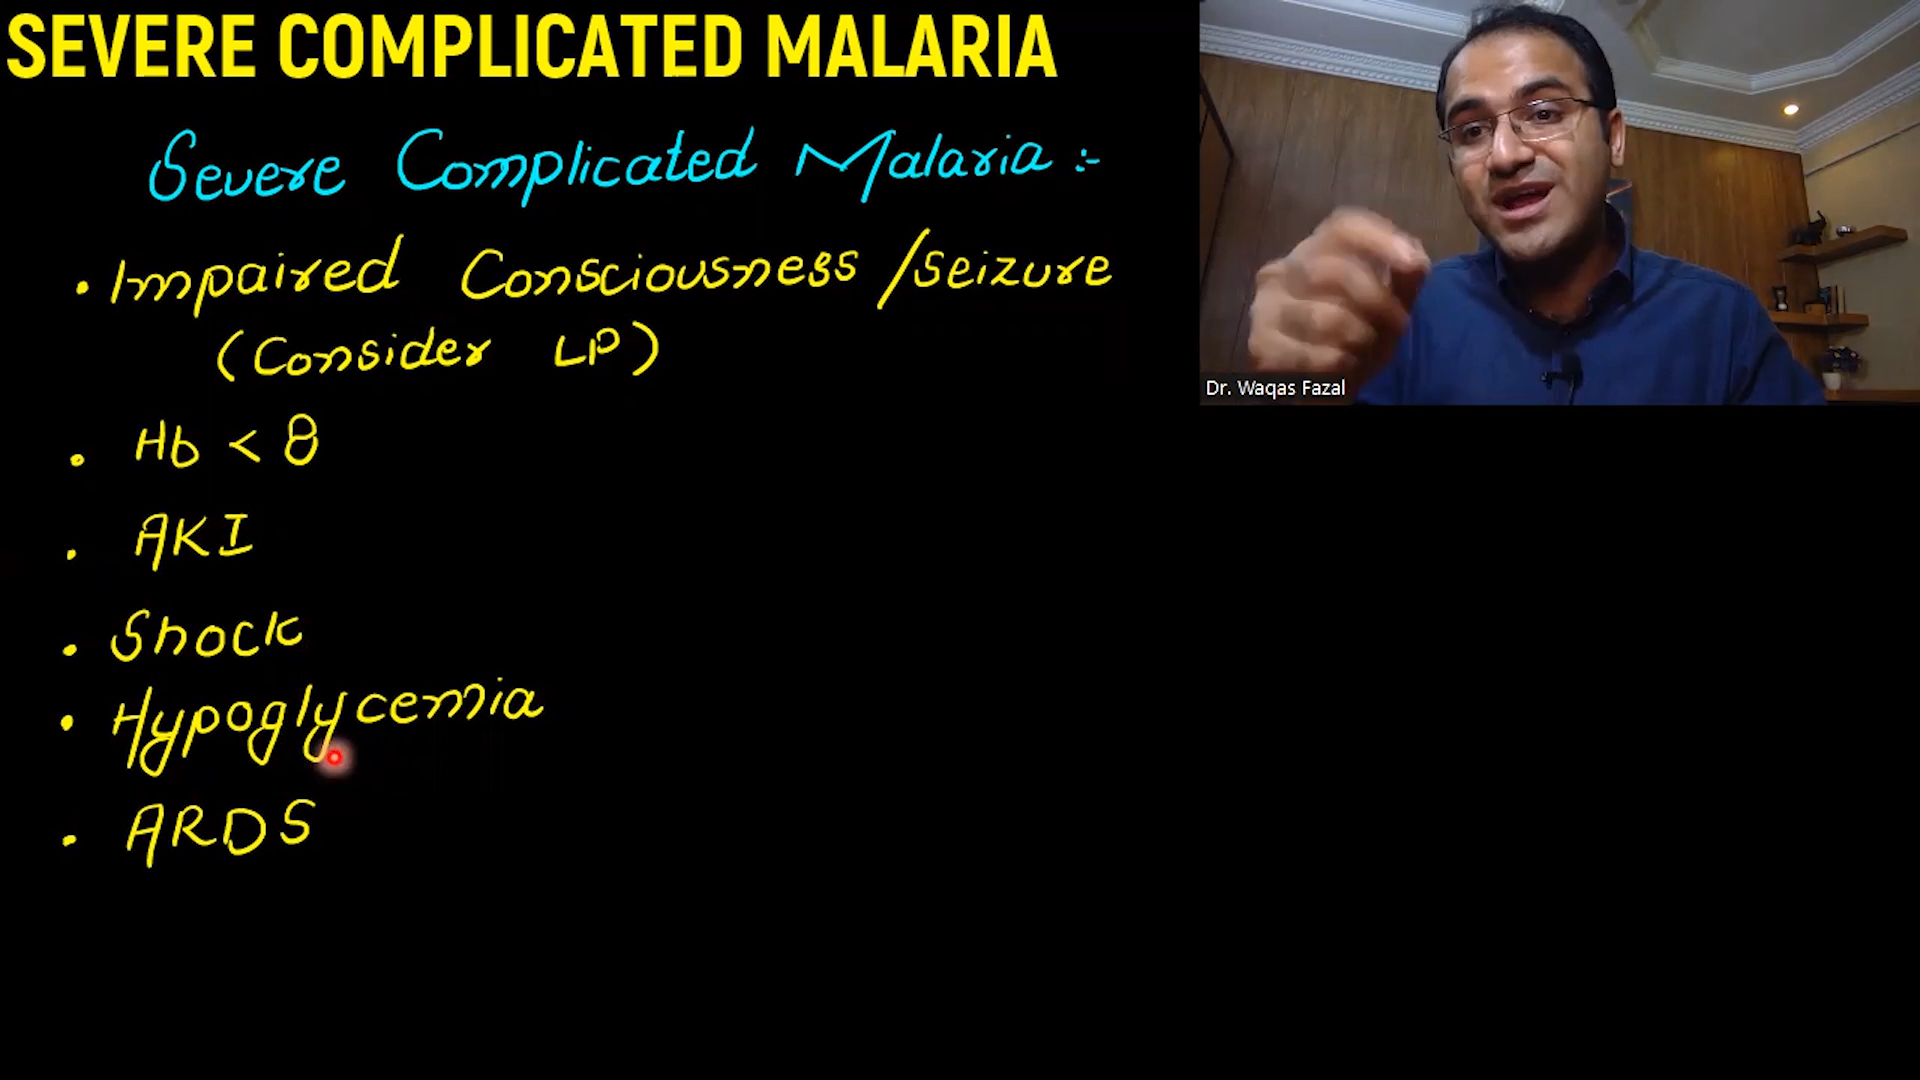 SEVERE COMPLICATED MALARIA
Severe Complicated Malaria :-
• Impaired Consciousness /seizure
(Consider LP)
• Hb < 8
• AKI
• Shock
• Hypoglycemia
• ARDS
Dr. Waqas Fazal